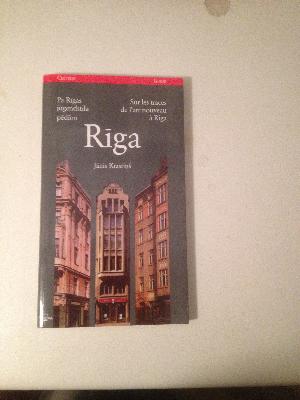 Pa Rīgas
jūgendstila
pēdām
Sur les traces
de l'art nouveau
à Riga
Rīga
Jānis Krastiņš